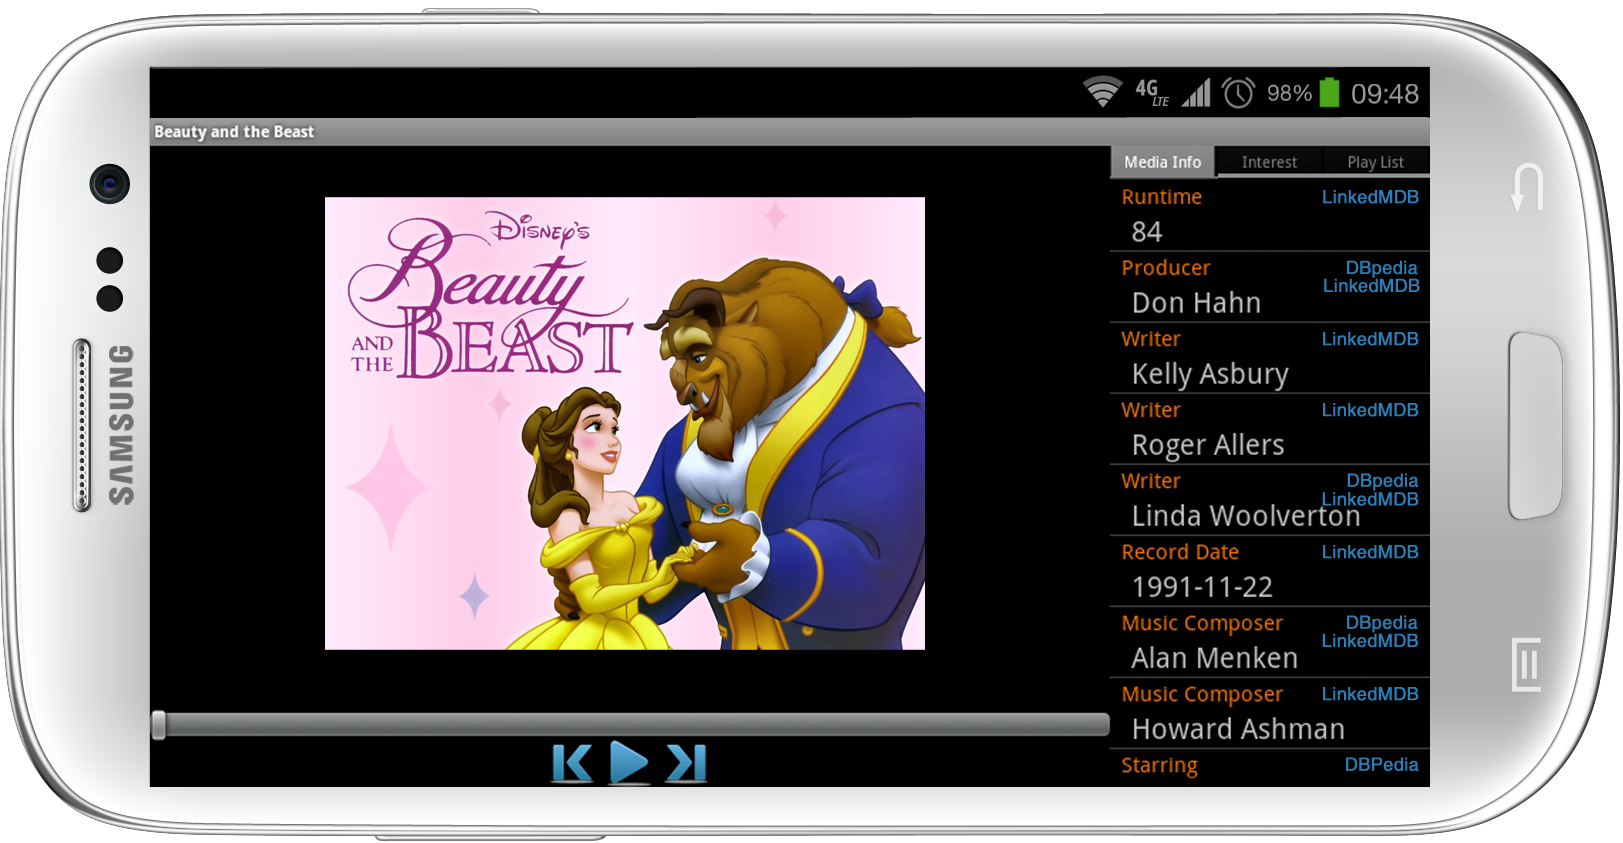 4G
LTE
98%
09:48
Beauty and the Beast
SAMSUNG
DISNEY'S
Beauty
AND
THE BEAST
Media Info Interest Play List
Runtime LinkedMDB
84
Producer DBpedia
LinkedMDB
Don Hahn
Writer LinkedMDB
Kelly Asbury
Writer LinkedMDB
Roger Allers
Writer DBpedia
LinkedMDB
Linda Woolverton
Record Date LinkedMDB
1991-11-22
Music Composer DBpedia
LinkedMDB
Alan Menken
Music Composer LinkedMDB
Howard Ashman
Starring DBPedia